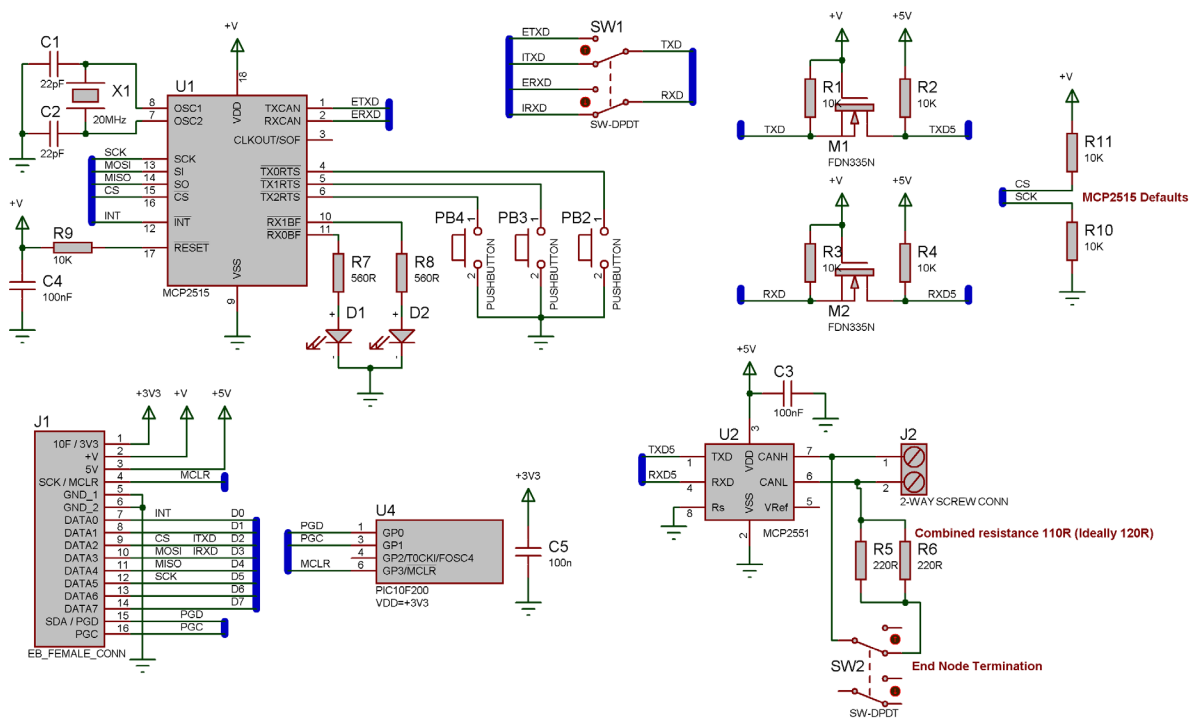 C1
22pF
X1
20MHz
C2
22pF
+V
U1
18
8 OSC1 VDD TXCAN 1 ETXD
7 OSC2 RXCAN 2 ERXD
CLKOUT/SOF 3
SCK SCK TX0RTS 4
MOSI 13 SI TX1RTS 5
MISO 14 SO TX2RTS 6
CS 15 CS
16
INT INT RX1BF 10
12 RX0BF 11
+V
R9
10K
17 RESET
VSS
9
MCP2515
C4
100nF
R7
560R
R8
560R
+ D1
-
+ D2
-
PB4 1
2 PUSHBUTTON
PB3 1
2 PUSHBUTTON
PB2 1
2 PUSHBUTTON
SW1
ETXD
ITXD
ERXD
IRXD
TXD
RXD
SW-DPDT
+V
+5V
R1
10K
R2
10K
TXD
TXD5
M1
FDN335N
+V
+5V
R3
10K
R4
10K
RXD
RXD5
M2
FDN335N
+V
R11
10K
CS
SCK
MCP2515 Defaults
R10
10K
+3V3
+V
+5V
J1
10F / 3V3 1
+V 2
5V 3
SCK / MCLR 4 MCLR
GND_1 5
GND_2 6
DATA0 7 INT D0
DATA1 8 D1
DATA2 9 CS ITXD D2
DATA3 10 MOSI IRXD D3
DATA4 11 MISO D4
DATA5 12 SCK D5
DATA6 13 D6
DATA7 14 D7
SDA / PGD 15 PGD
PGC 16 PGC
EB_FEMALE_CONN
U4
PGD 1 GP0
PGC 3 GP1
4 GP2/T0CKI/FOSC4
MCLR 6 GP3/MCLR
PIC10F200
VDD=+3V3
+3V3
C5
100n
+5V
C3
100nF
U2
3
TXD5 1 TXD VDD CANH 7
RXD5 4 RXD CANL 6
8 Rs VSS VRef 5
2
MCP2551
J2
1
2
2-WAY SCREW CONN
Combined resistance 110R (Ideally 120R)
R5
220R
R6
220R
SW2
End Node Termination
SW-DPDT